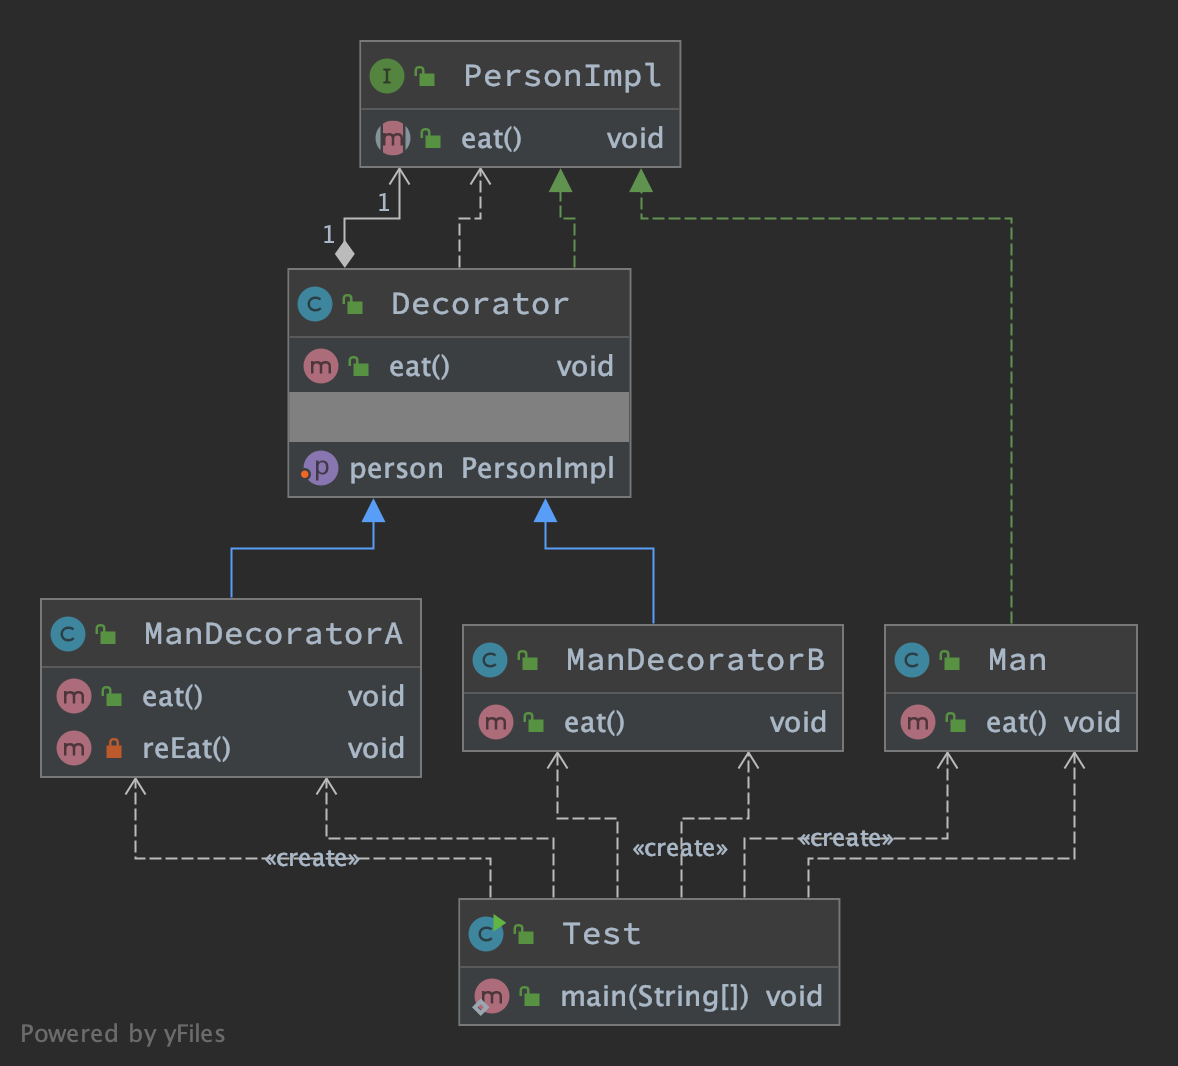 I PersonImpl
m eat() void
1
1
C Decorator
m eat() void
p person PersonImpl
C ManDecoratorA
m eat() void
m reEat() void
C ManDecoratorB
m eat() void
C Man
m eat() void
«create»
«create»
«create»
C Test
m main(String[]) void
Powered by yFiles